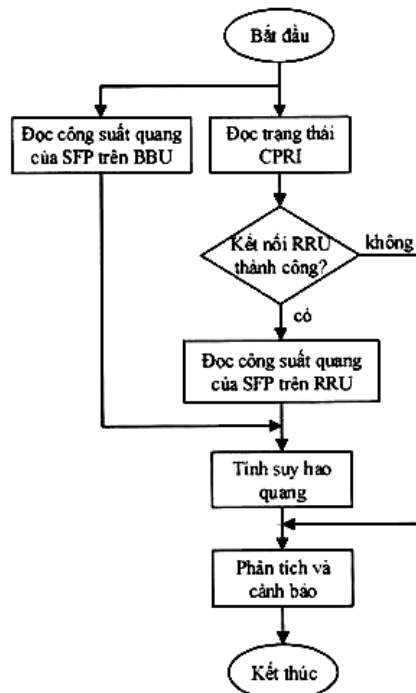 Bắt đầu
Đọc công suất quang
của SFP trên BBU
Đọc trạng thái
CPRI
Kết nối RRU
thành công?
không
có
Đọc công suất quang
của SFP trên RRU
Tính suy hao
quang
Phân tích và
cảnh báo
Kết thúc